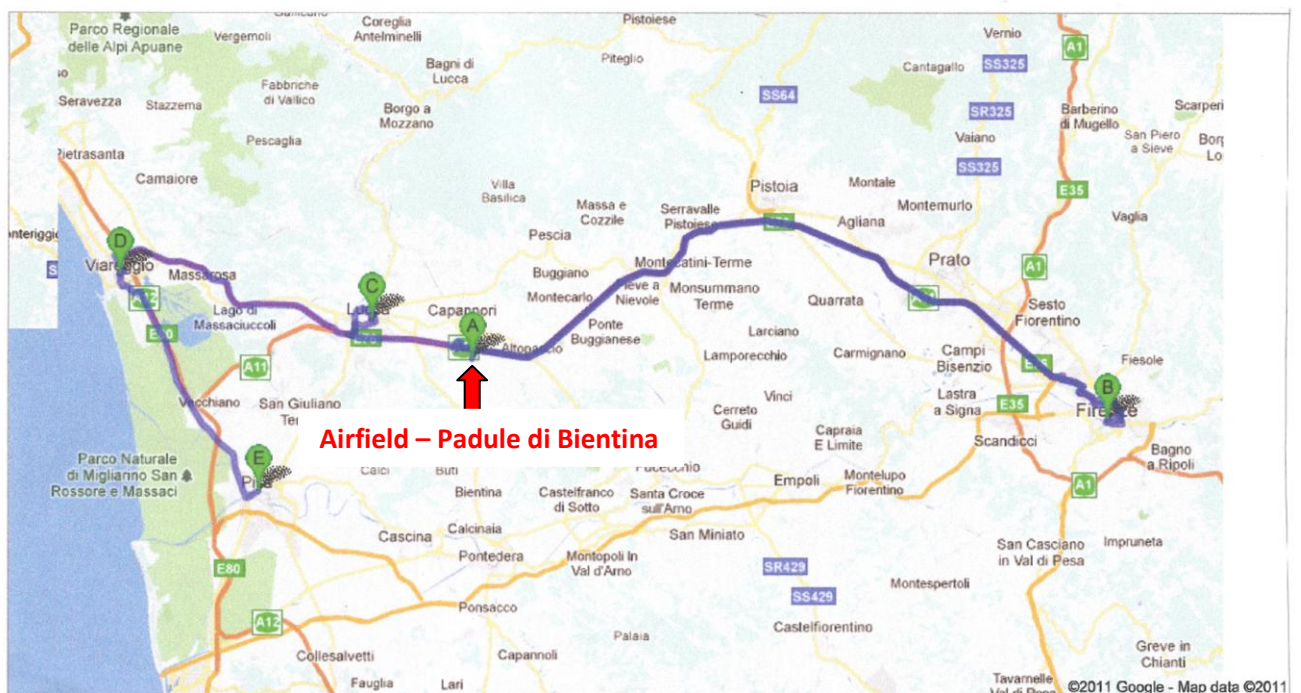 Parco Regionale
delle Alpi Apuane
Vergemoli
Coreglia
Antelminelli
Pistoiese
Vernio
A1
SS325
Piteglio
Cantagallo
Bagni di
Lucca
Fabbriche
di Vallico
Seravezza
Stazzema
Borgo a
Mozzano
SS64
SR325
Barberino
di Mugello
Scarperi
Pescaglia
Vaiano
San Piero
a Sieve
Pietrasanta
Camaiore
SS325
Villa
Basilica
Pistoia
Montale
E35
Massa e
Cozzile
Serravalle
Pistoiese
Agliana
Montemurlo
Vaglia
Pescia
D
Viareggio
Massarosa
Buggiano
Montecatini-Terme
Prato
A1
C
Lucca
Montecarlo
Pieve a
Nievole
Monsummano
Terme
Quarrata
Sesto
Fiorentino
Lago di
Massaciuccoli
Capannori
A
Ponte
Buggianese
Larciano
Altopascio
Lamporecchio
Carmignano
Campi
Bisenzio
Fiesole
A11
B
Firenze
Vecchiano
San Giuliano
Ter
Vinci
Lastra
a Signa
E35
Cerreto
Guidi
Capraia
E Limite
Scandicci
Airfield – Padule di Bientina
Bagno
a Ripoli
Parco Naturale
di Migliarino San
Rossore e Massaci
E
Pisa
Calci
Buti
Fucecchio
Empoli
Montelupo
Fiorentino
A1
Bientina
Castelfranco
di Sotto
Santa Croce
sull'Arno
Cascina
Calcinaia
San Miniato
San Casciano
in Val di Pesa
Impruneta
Pontedera
Montopoli In
Val d'Arno
E80
SR429
SS429
Montespertoli
Ponsacco
A12
Palaia
Castelfiorentino
Collesalvetti
Capannoli
Greve in
Chianti
Fauglia
Lari
Tavarnelle
©2011 Google - Map data ©2011